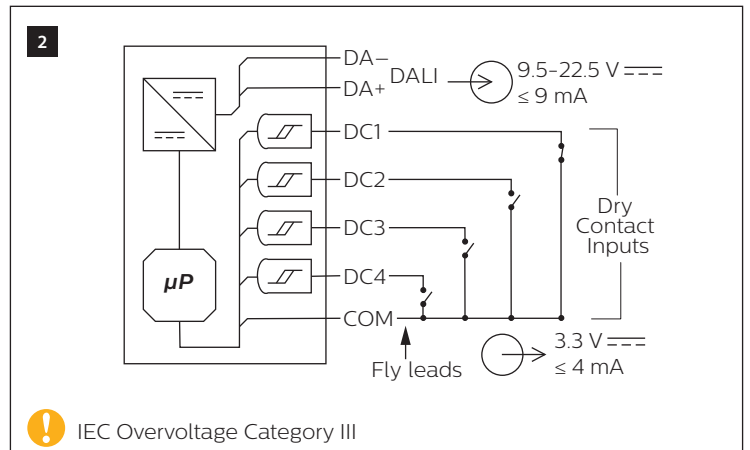 2
DA–
DALI
9.5-22.5 V
DA+
≤ 9 mA
DC1
DC2
Dry
Contact
Inputs
DC3
DC4
µP
COM
3.3 V
Fly leads
≤ 4 mA
! IEC Overvoltage Category III